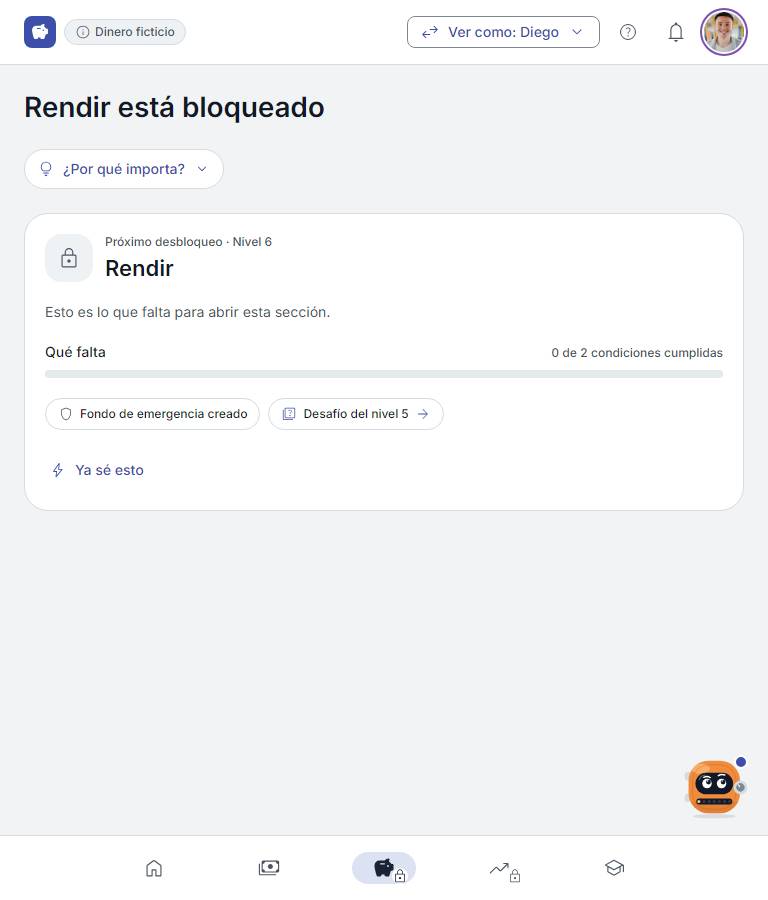 Dinero ficticio
Ver como: Diego
Rendir está bloqueado
¿Por qué importa?
Próximo desbloqueo · Nivel 6
Rendir
Esto es lo que falta para abrir esta sección.
Qué falta
0 de 2 condiciones cumplidas
Fondo de emergencia creado
Desafío del nivel 5
Ya sé esto